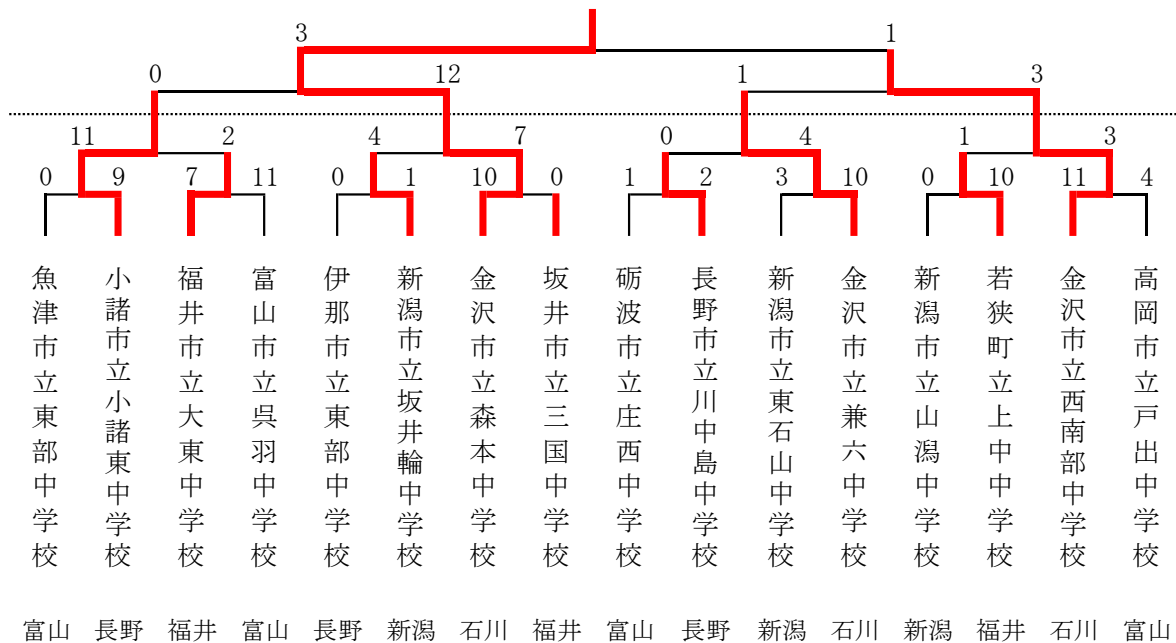 3 1
0 12 1 3
11 2 4 7 0 4 1 3
0 9 7 11 0 1 10 0 1 2 3 10 0 10 11 4
魚津市立東部中学校
小諸市立小諸東中学校
福井市立大東中学校
富山市立呉羽中学校
伊那市立東部中学校
新潟市立坂井輪中学校
金沢市立森本中学校
坂井市立三国中学校
砺波市立庄西中学校
長野市立川中島中学校
新潟市立東石山中学校
金沢市立兼六中学校
新潟市立山潟中学校
若狭町立上中中学校
金沢市立西南部中学校
高岡市立戸出中学校
富山 長野 福井 富山 長野 新潟 石川 福井 富山 長野 新潟 石川 新潟 福井 石川 富山